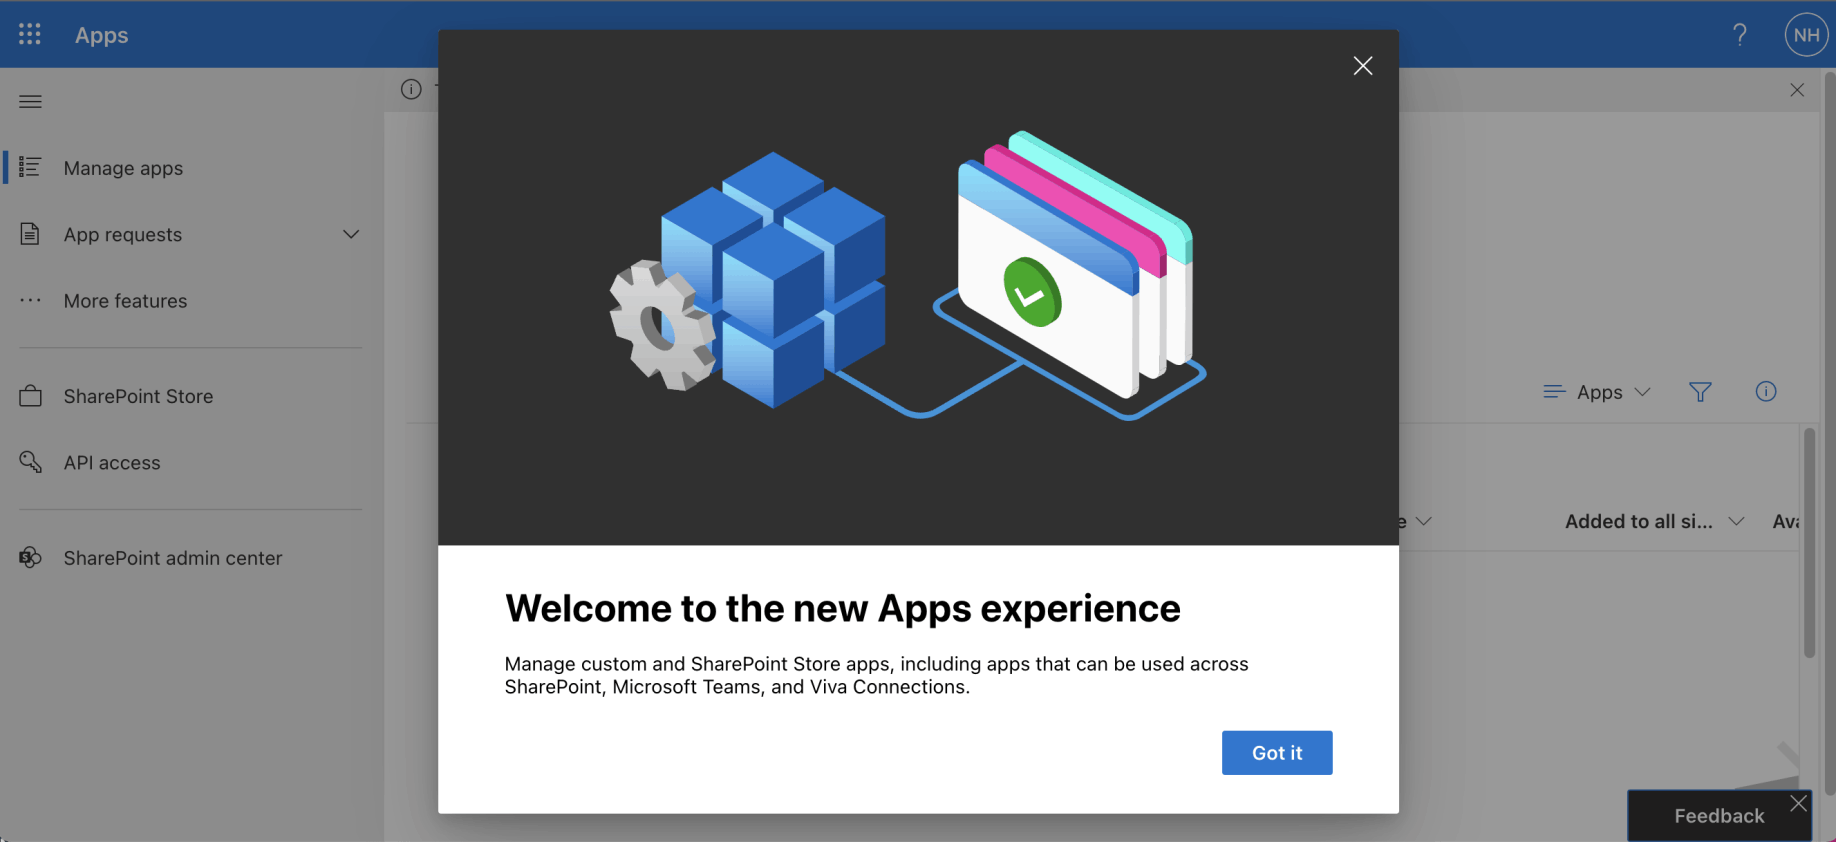 Apps
?
NH
Manage apps
App requests
More features
SharePoint Store
API access
SharePoint admin center
Apps
Added to all si...
Welcome to the new Apps experience
Manage custom and SharePoint Store apps, including apps that can be used across
SharePoint, Microsoft Teams, and Viva Connections.
Got it
Feedback